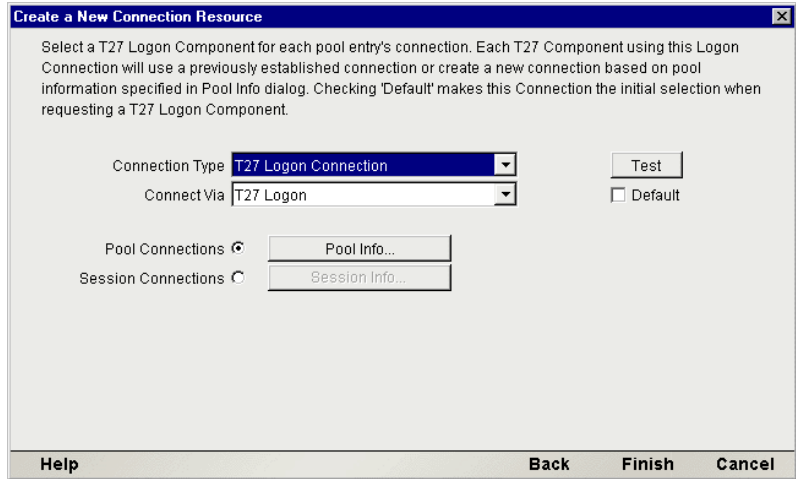 Create a New Connection Resource
Select a T27 Logon Component for each pool entry's connection. Each T27 Component using this Logon
Connection will use a previously established connection or create a new connection based on pool
information specified in Pool Info dialog. Checking 'Default' makes this Connection the initial selection when
requesting a T27 Logon Component.
Connection Type T27 Logon Connection Test
Connect Via T27 Logon Default
Pool Connections Pool Info...
Session Connections Session Info...
Help Back Finish Cancel